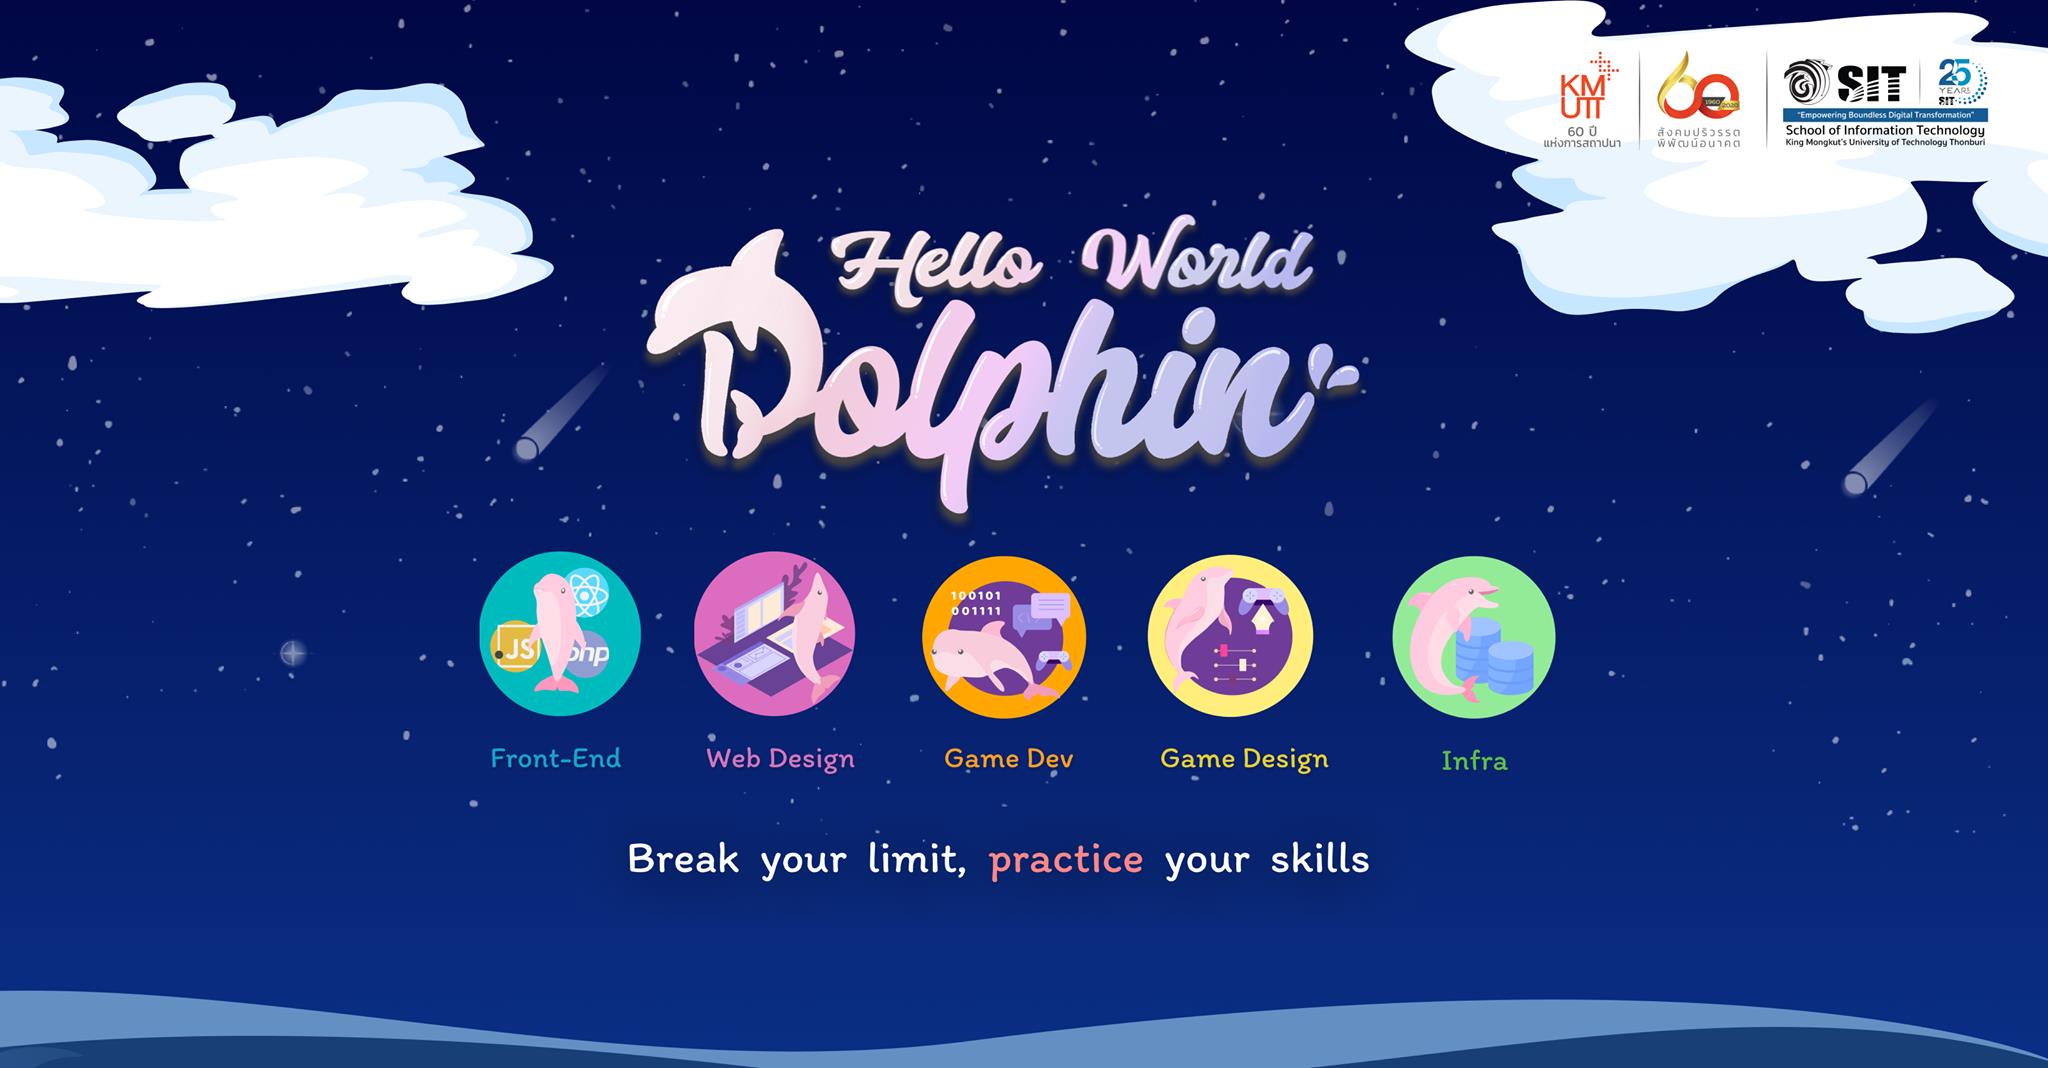 KM
UTT
60 ปี
แห่งการสถาปนา
60
1960 2020
สังคมปริวรรต
พิพัฒน์อนาคต
SIT
25
YEARS
SIT
"Empowering Boundless Digital Transformation"
School of Information Technology
King Mongkut's University of Technology Thonburi
Hello World
Dolphin
JS
php
100101
001111
</>
Front-End
Web Design
Game Dev
Game Design
Infra
Break your limit, practice your skills